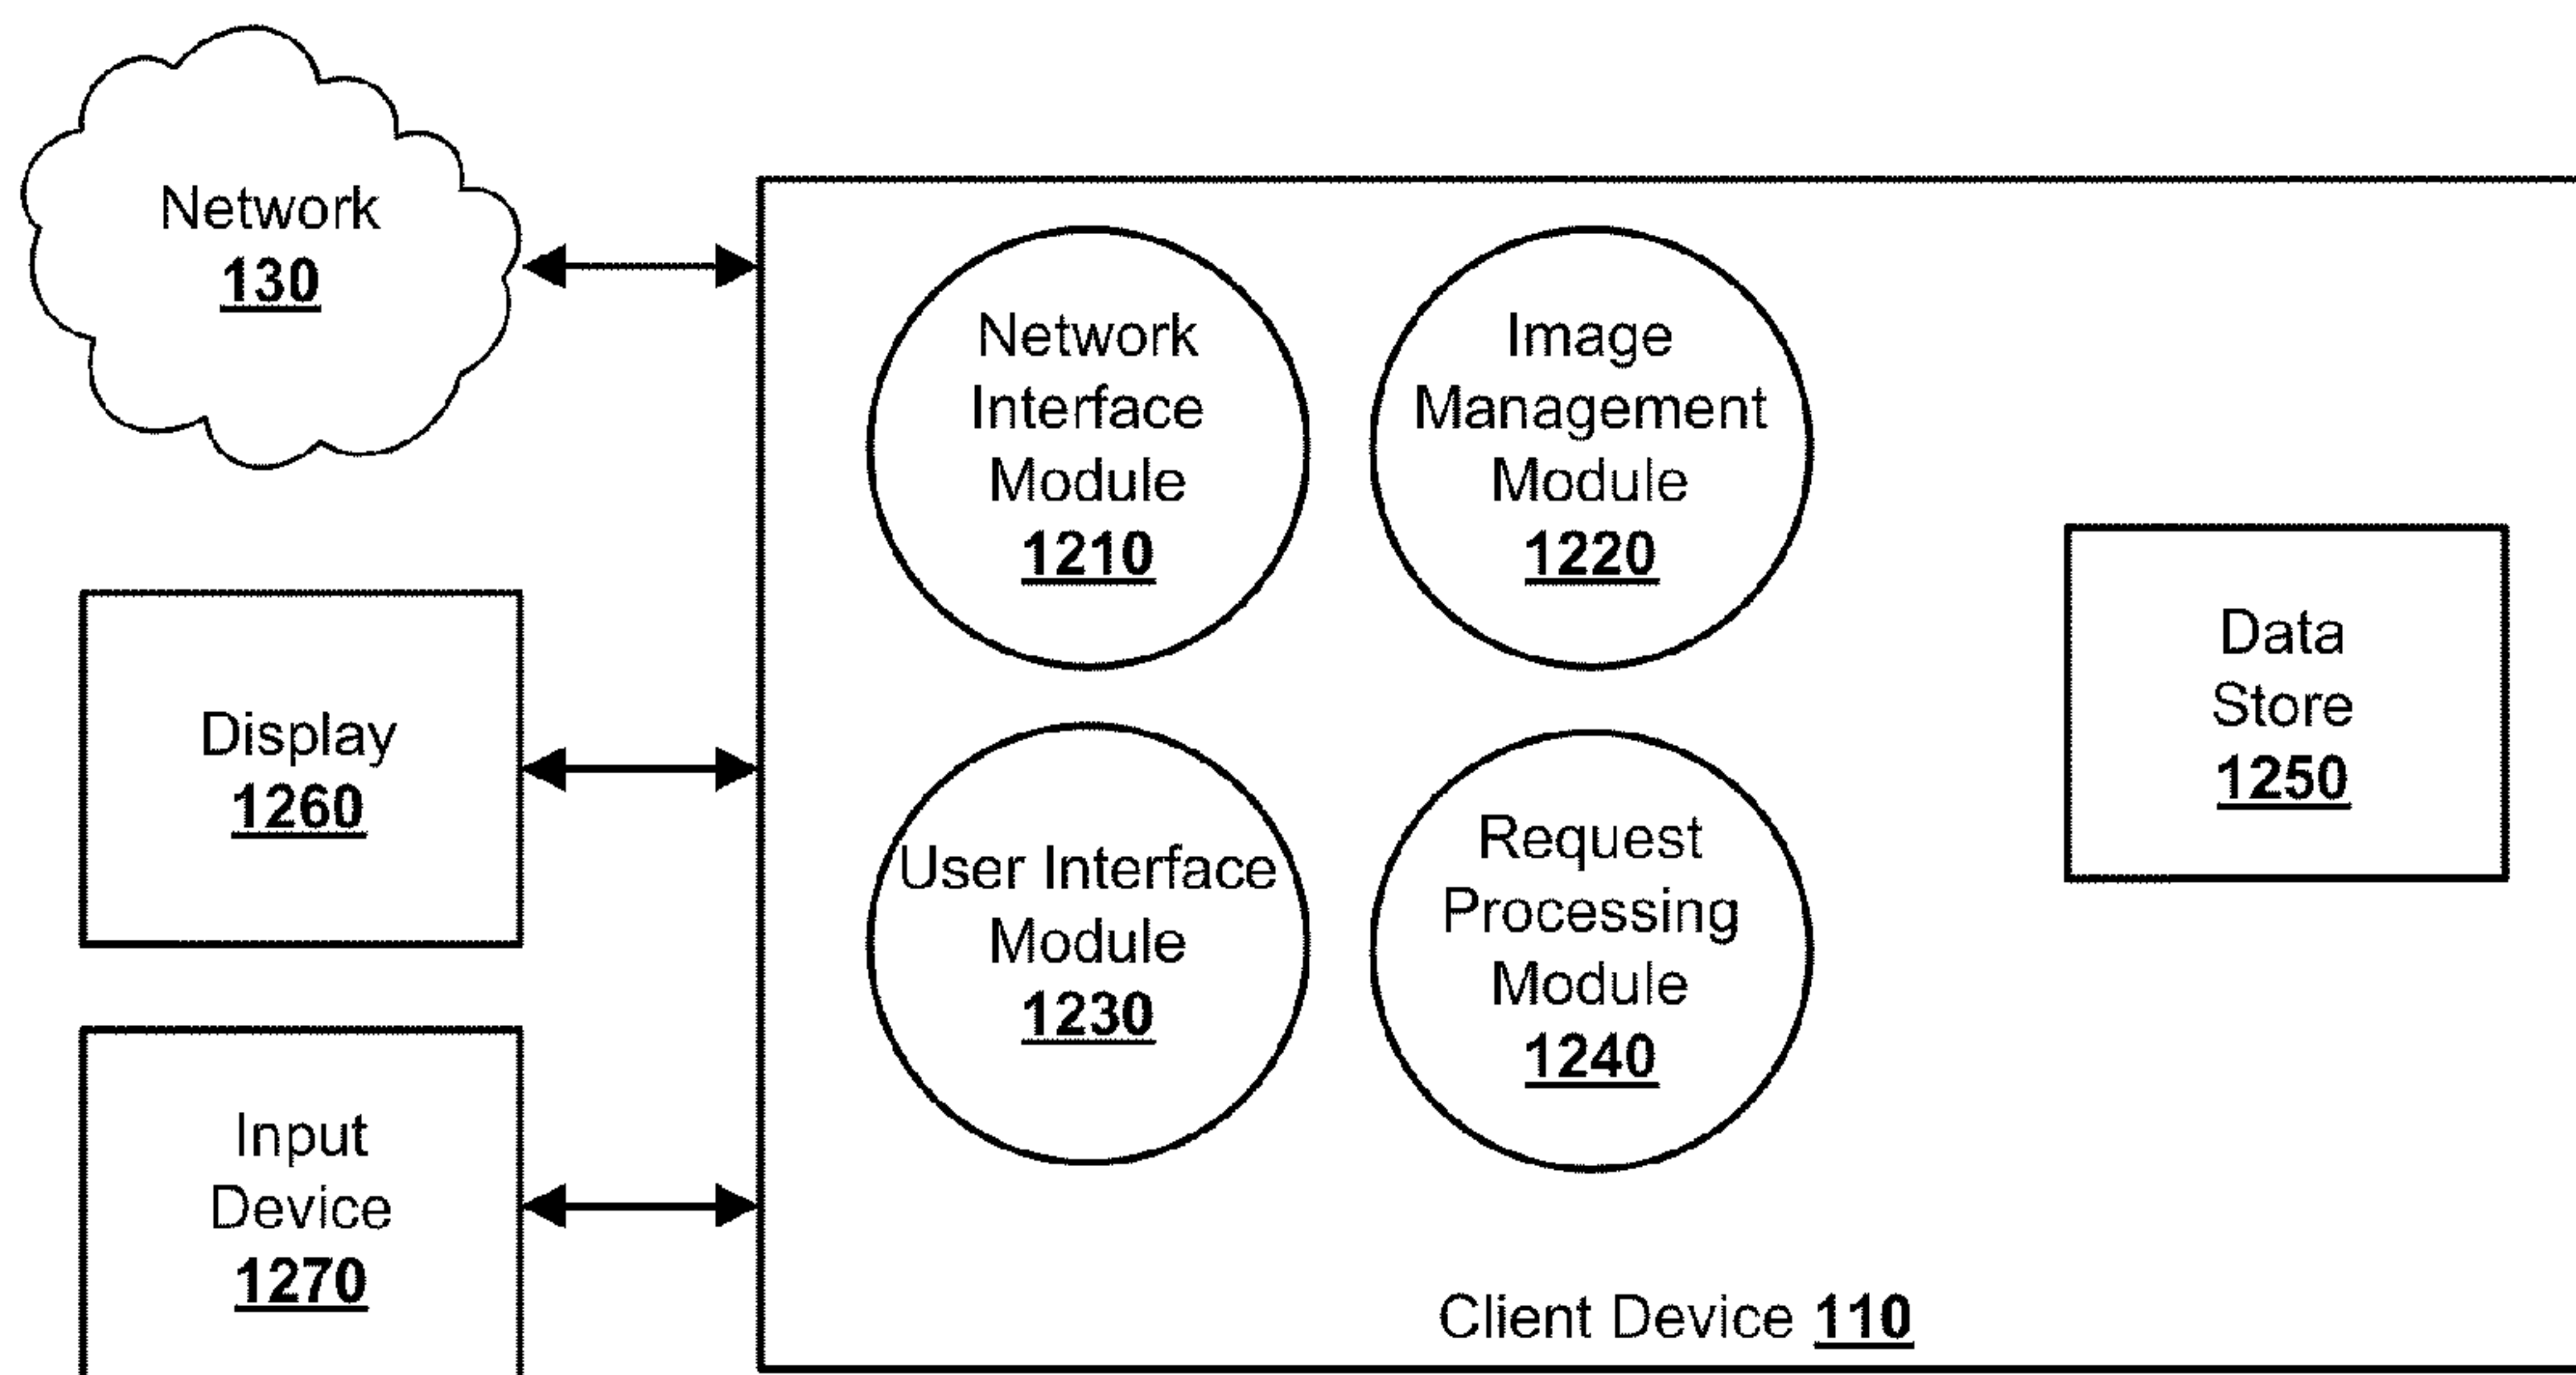 Network
130
Network
Interface
Module
1210
Image
Management
Module
1220
Data
Store
1250
Display
1260
User Interface
Module
1230
Request
Processing
Module
1240
Input
Device
1270
Client Device 110